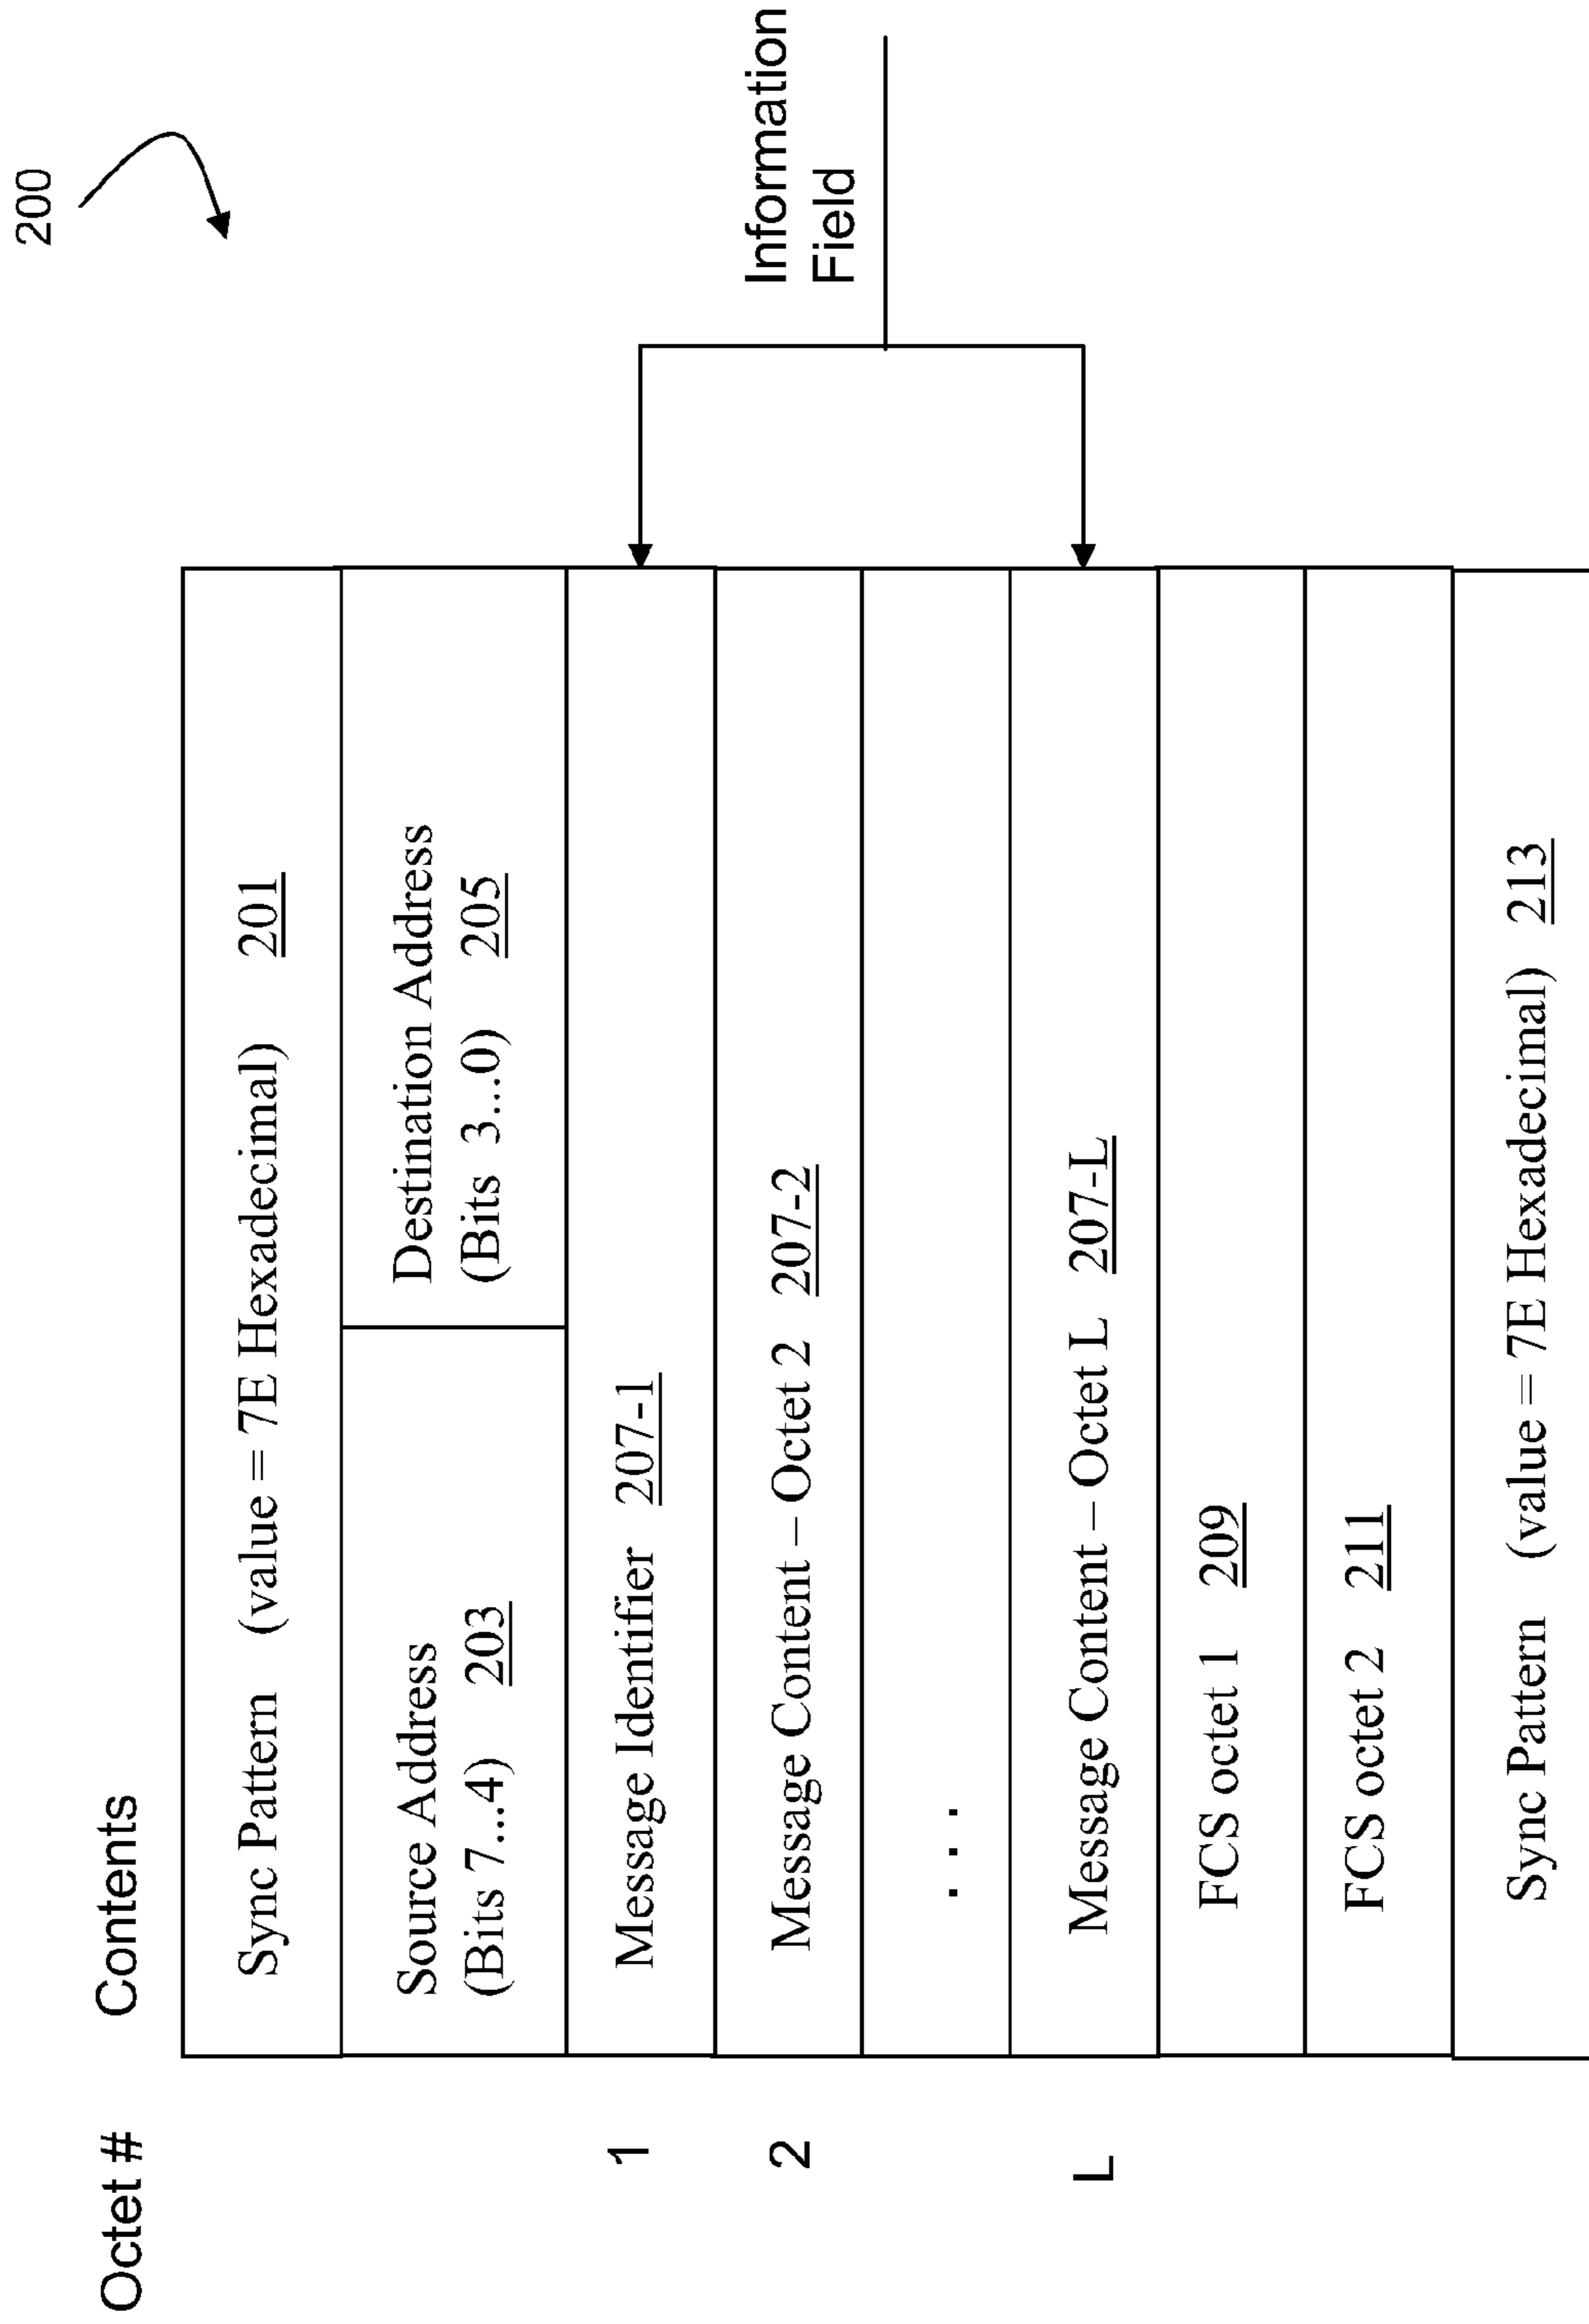 200
Octet # Contents
Sync Pattern (value = 7E Hexadecimal) 201
Source Address
(Bits 7...4) 203
Destination Address
(Bits 3...0) 205
1 Message Identifier 207-1
2 Message Content – Octet 2 207-2
. . .
L Message Content – Octet L 207-L
FCS octet 1 209
FCS octet 2 211
Sync Pattern (value = 7E Hexadecimal) 213
Information
Field